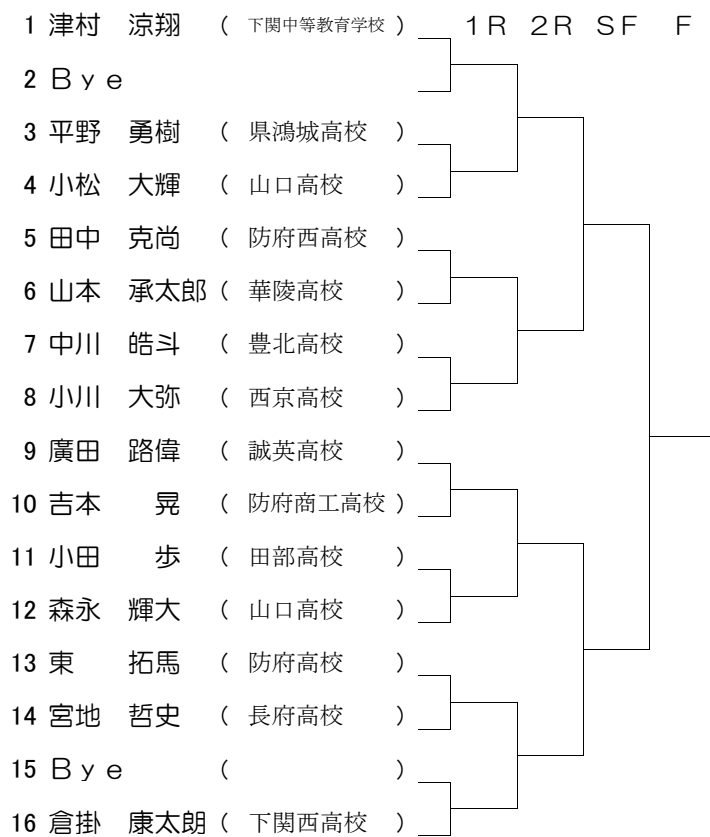 1 津村　涼翔 ( 下関中等教育学校 ) 1R 2R SF F
2 Bye
3 平野　勇樹 ( 県鴻城高校 )
4 小松　大輝 ( 山口高校 )
5 田中　克尚 ( 防府西高校 )
6 山本　承太郎 ( 華陵高校 )
7 中川　皓斗 ( 豊北高校 )
8 小川　大弥 ( 西京高校 )
9 廣田　路偉 ( 誠英高校 )
10 吉本　晃 ( 防府商工高校 )
11 小田　歩 ( 田部高校 )
12 森永　輝大 ( 山口高校 )
13 東　拓馬 ( 防府高校 )
14 宮地　哲史 ( 長府高校 )
15 Bye ( )
16 倉掛　康太朗 ( 下関西高校 )